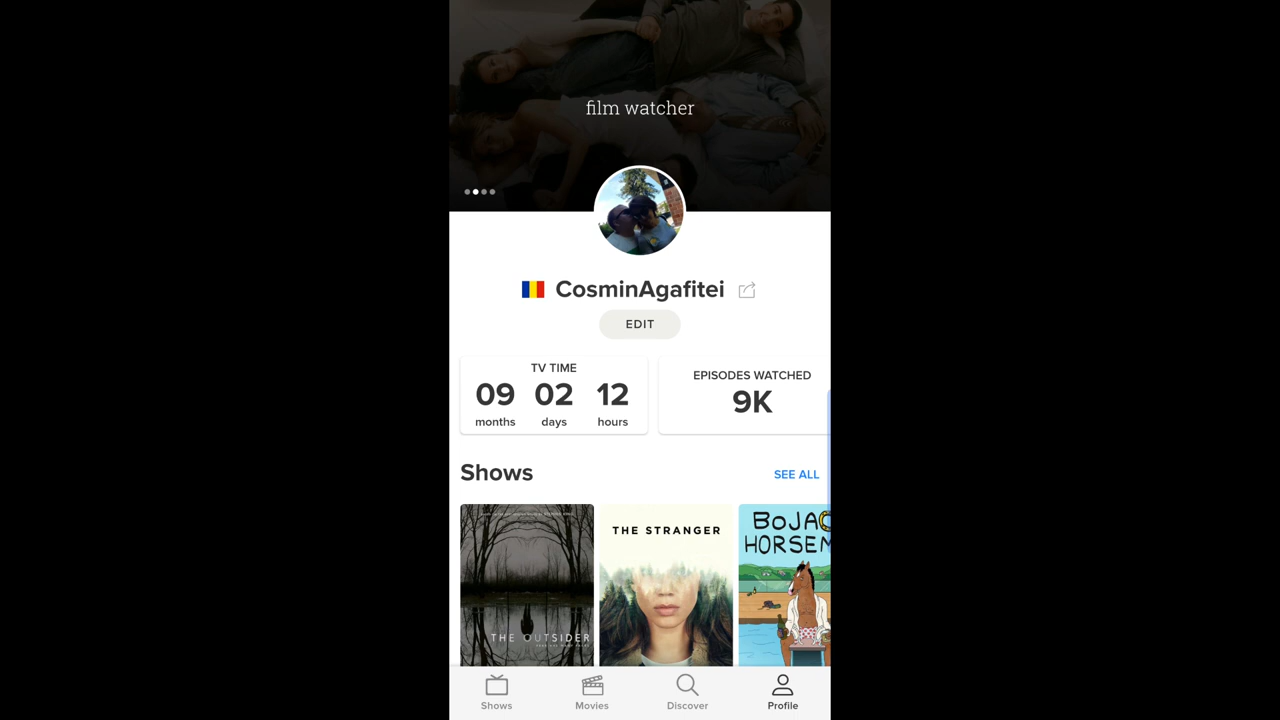 film watcher
CosminAgafitei
EDIT
TV TIME
09 02 12
months days hours
EPISODES WATCHED
9K
Shows
SEE ALL
THE OUTSIDER
THE STRANGER
BOJAC
HORSEM
Shows
Movies
Discover
Profile